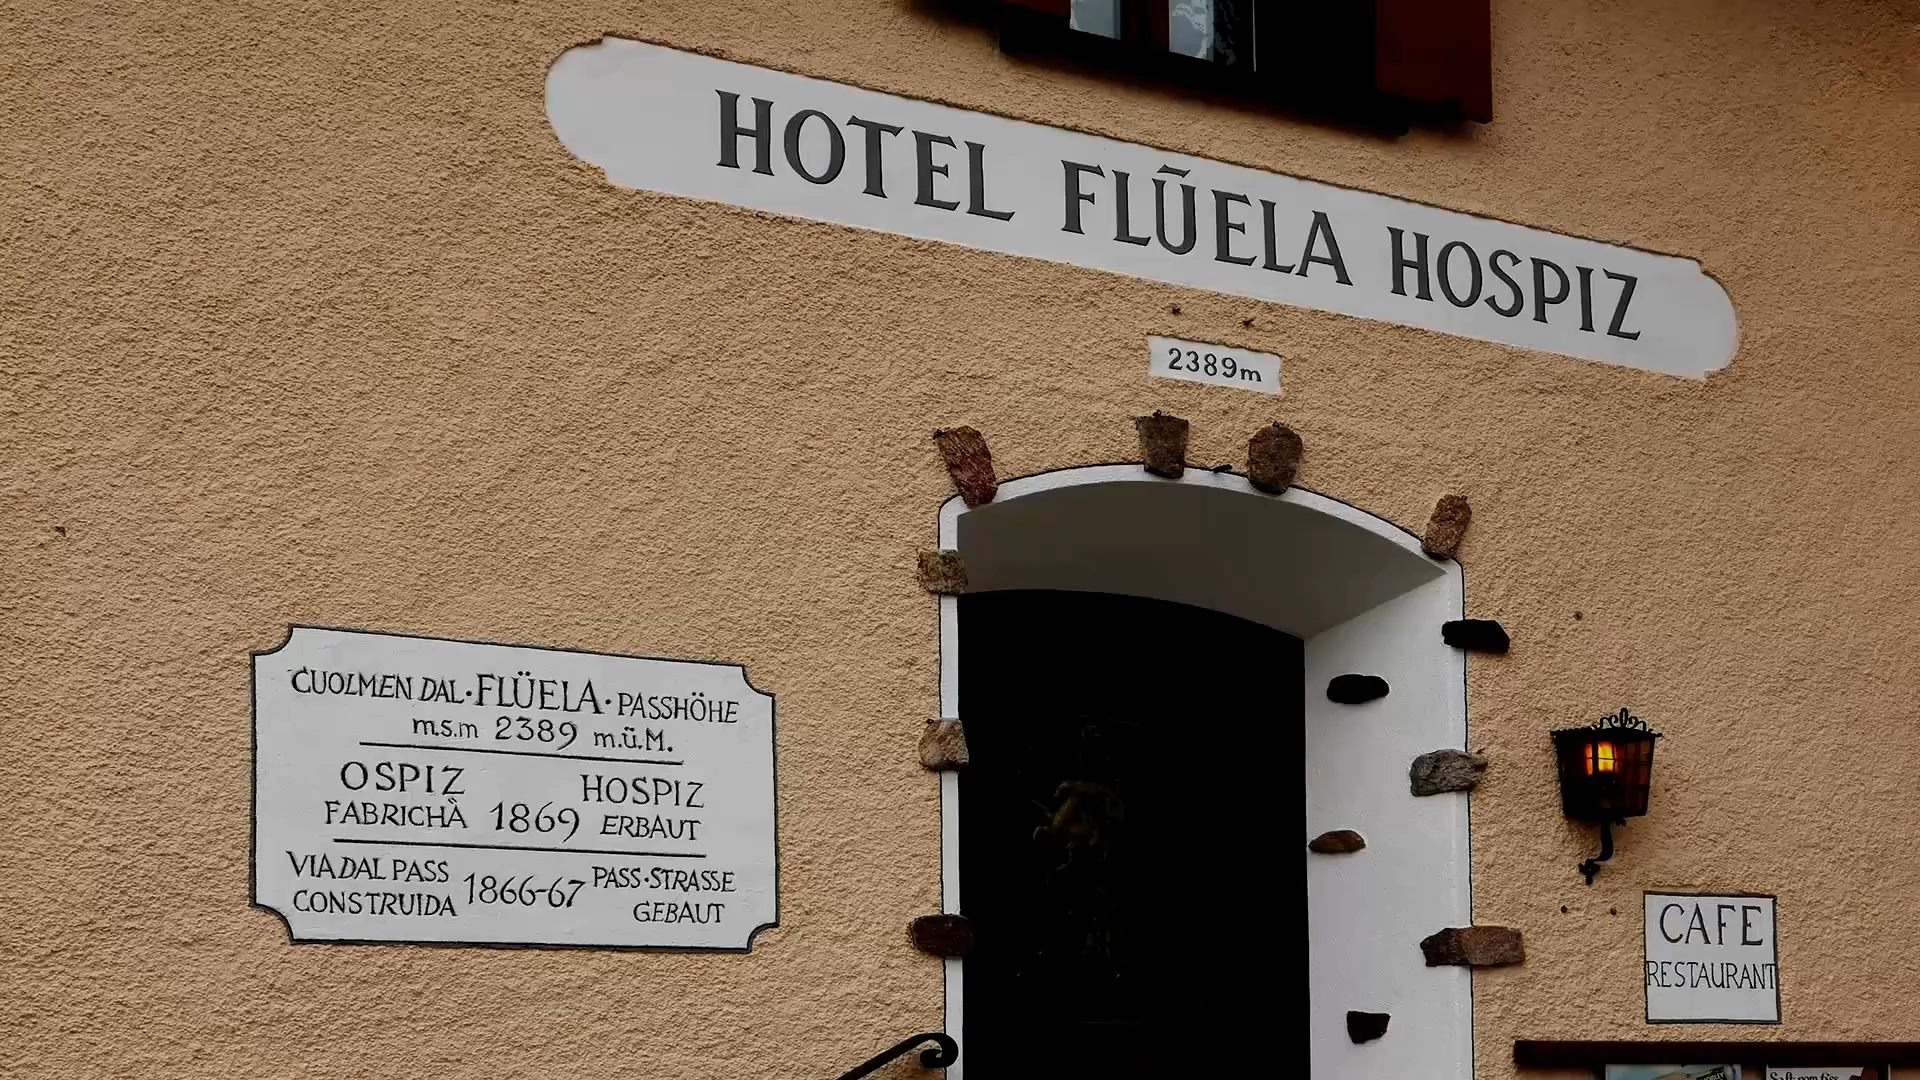 HOTEL FLŨELA HOSPIZ
2389m
CUOLMEN DAL·FLÜELA·PASSHÖHE
m.s.m 2389 m.ü.M.
OSPIZ HOSPIZ
FABRICHÀ 1869 ERBAUT
VIA DAL PASS 1866-67 PASS·STRASSE
CONSTRUIDA GEBAUT
CAFE
RESTAURANT